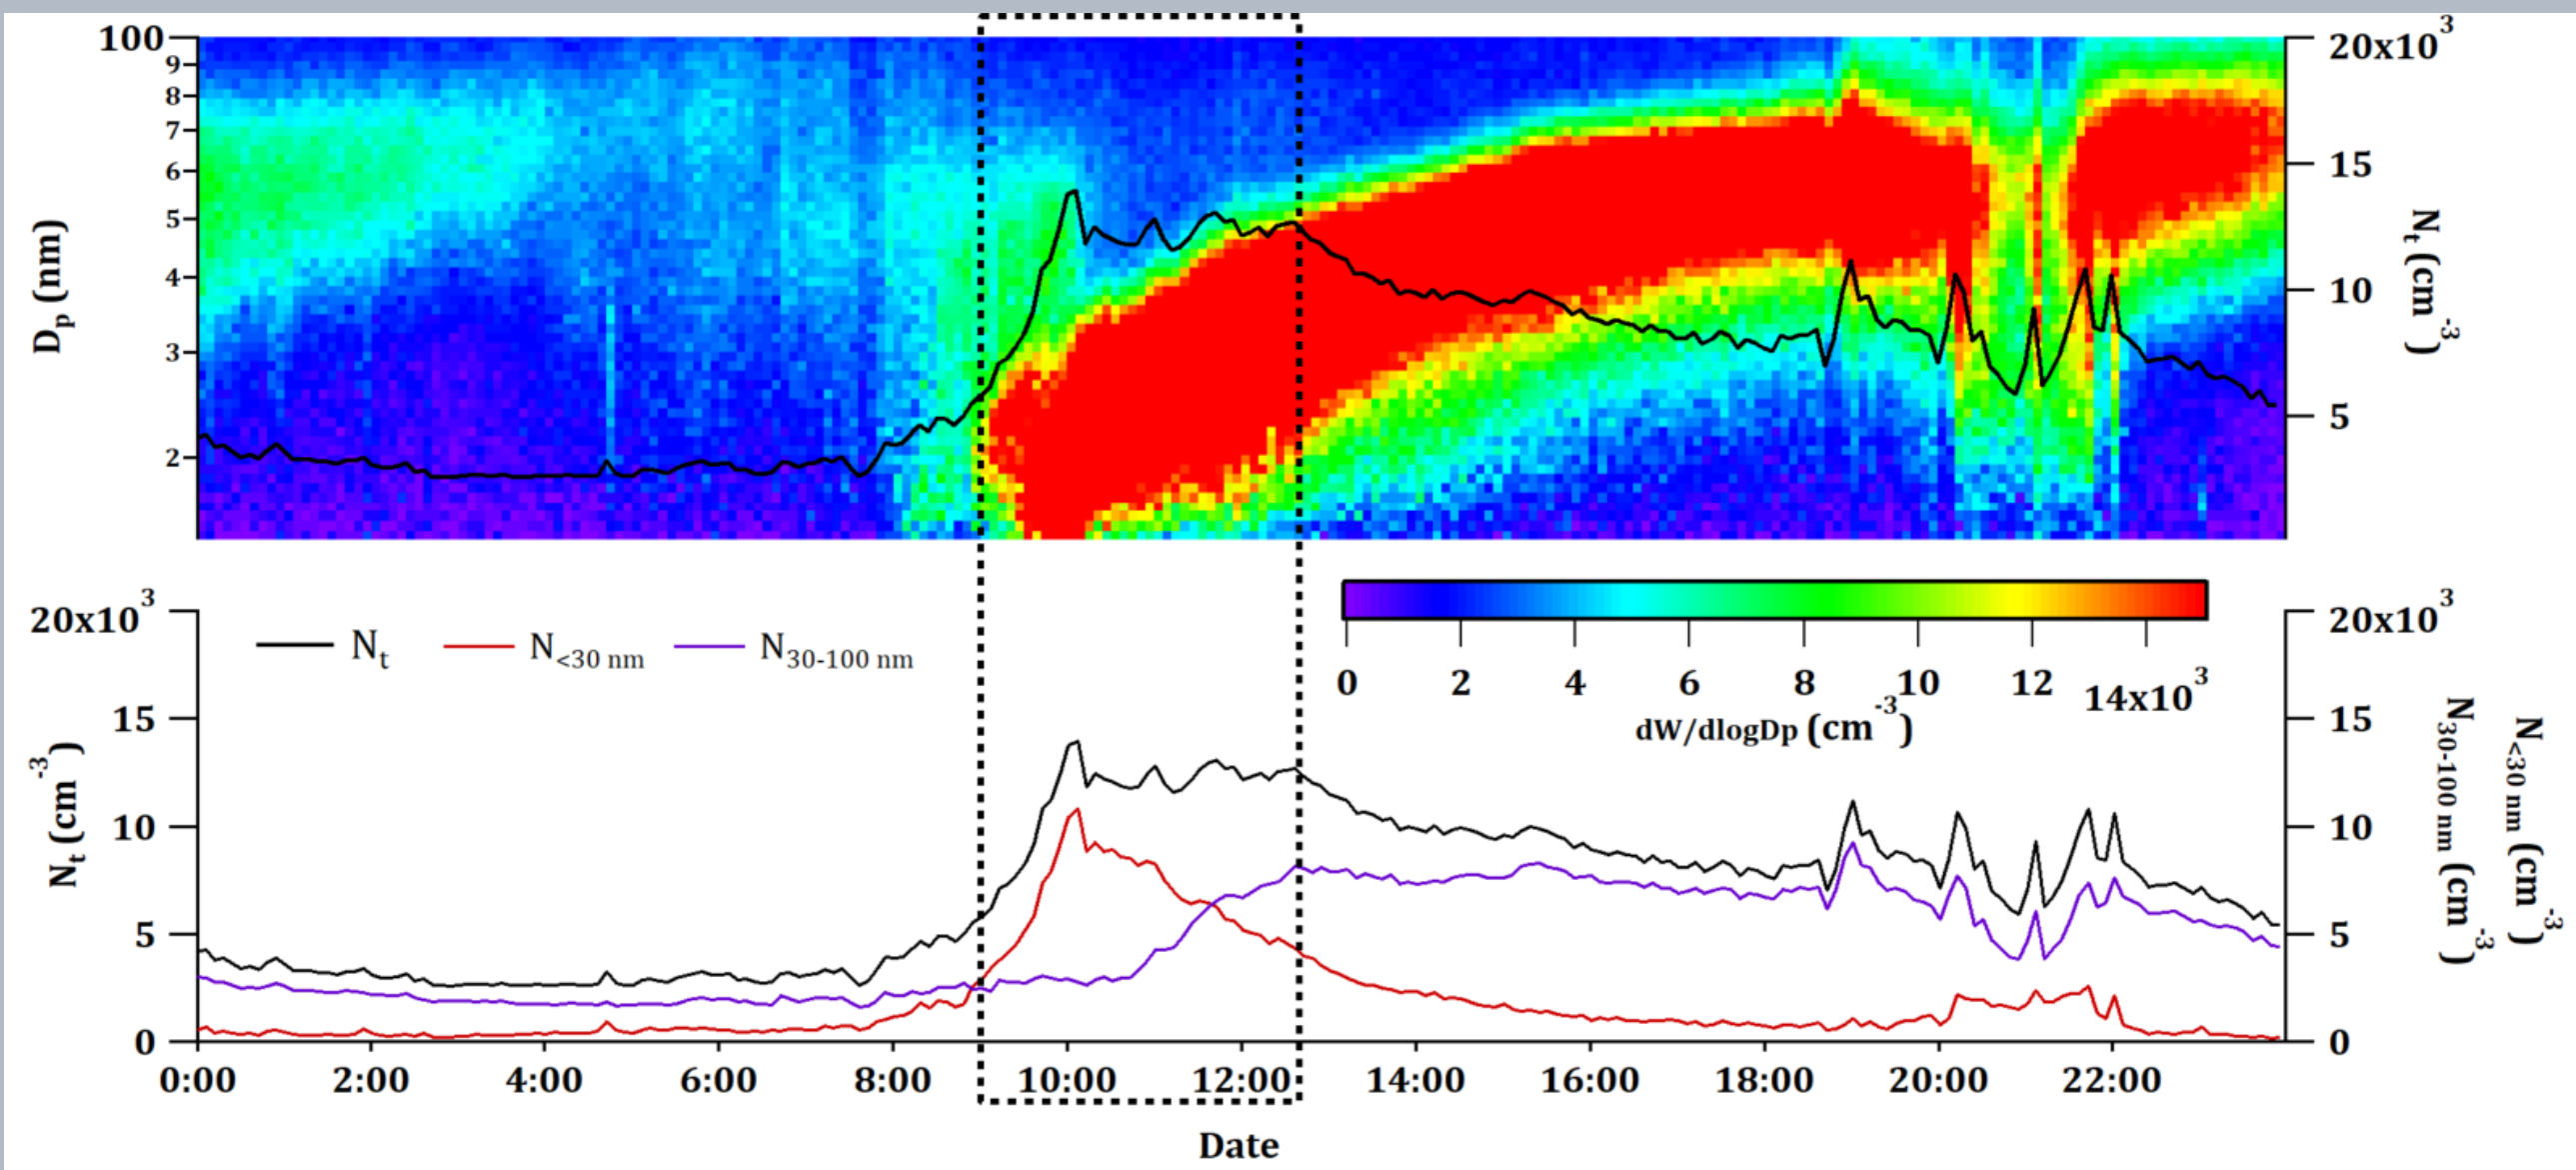 100
9
8
7
6
5
4
3
2
Dp (nm)
20x10³
15
10
5
Nt (cm⁻³)
20x10³
15
10
5
0
Nt (cm⁻³)
Nt
N<30 nm
N30-100 nm
0 2 4 6 8 10 12 14x10³
dW/dlogDp (cm⁻³)
20x10³
15
10
5
0
N30-100 nm (cm⁻³)
N<30 nm (cm⁻³)
0:00 2:00 4:00 6:00 8:00 10:00 12:00 14:00 16:00 18:00 20:00 22:00
Date